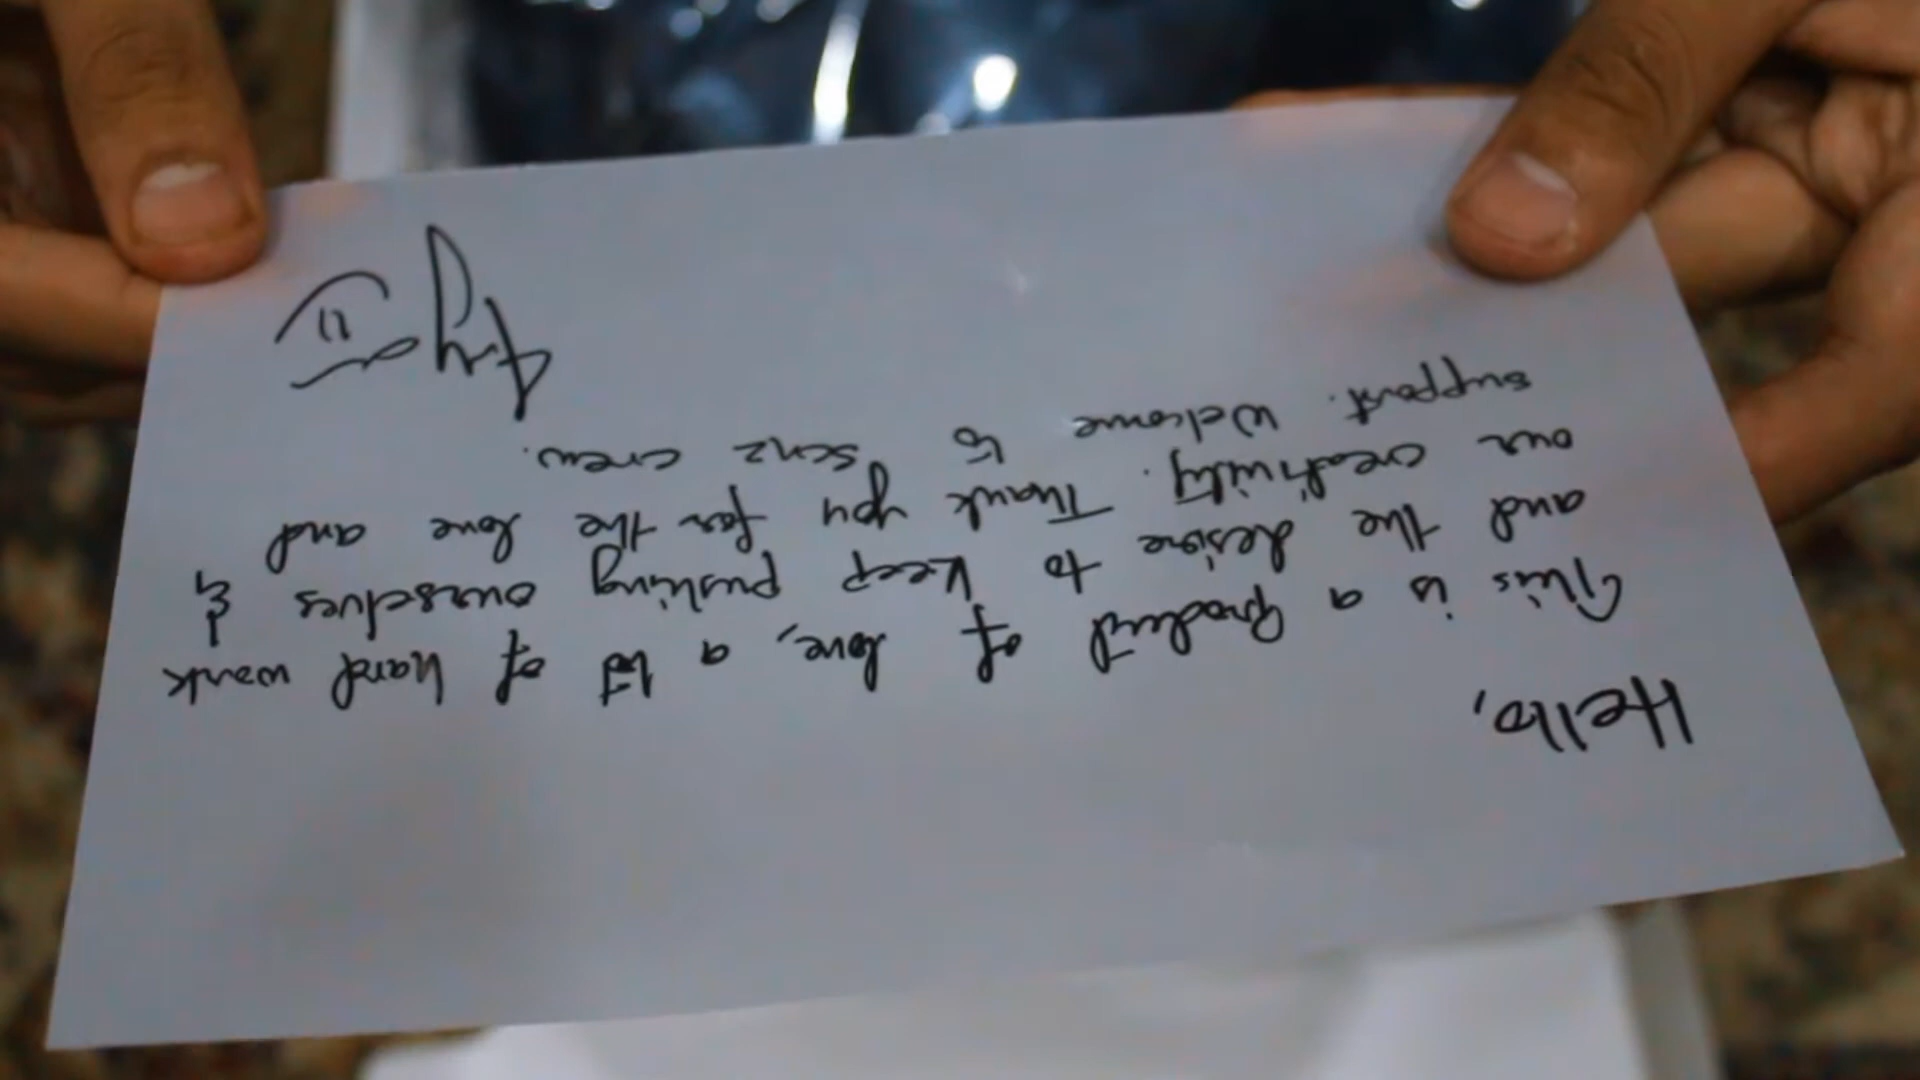 Hello,
This is a product of love, a lot of hard work
and the desire to keep pushing ourselves &
our creativity. Thank you for the love and
support. Welcome to senz crew.